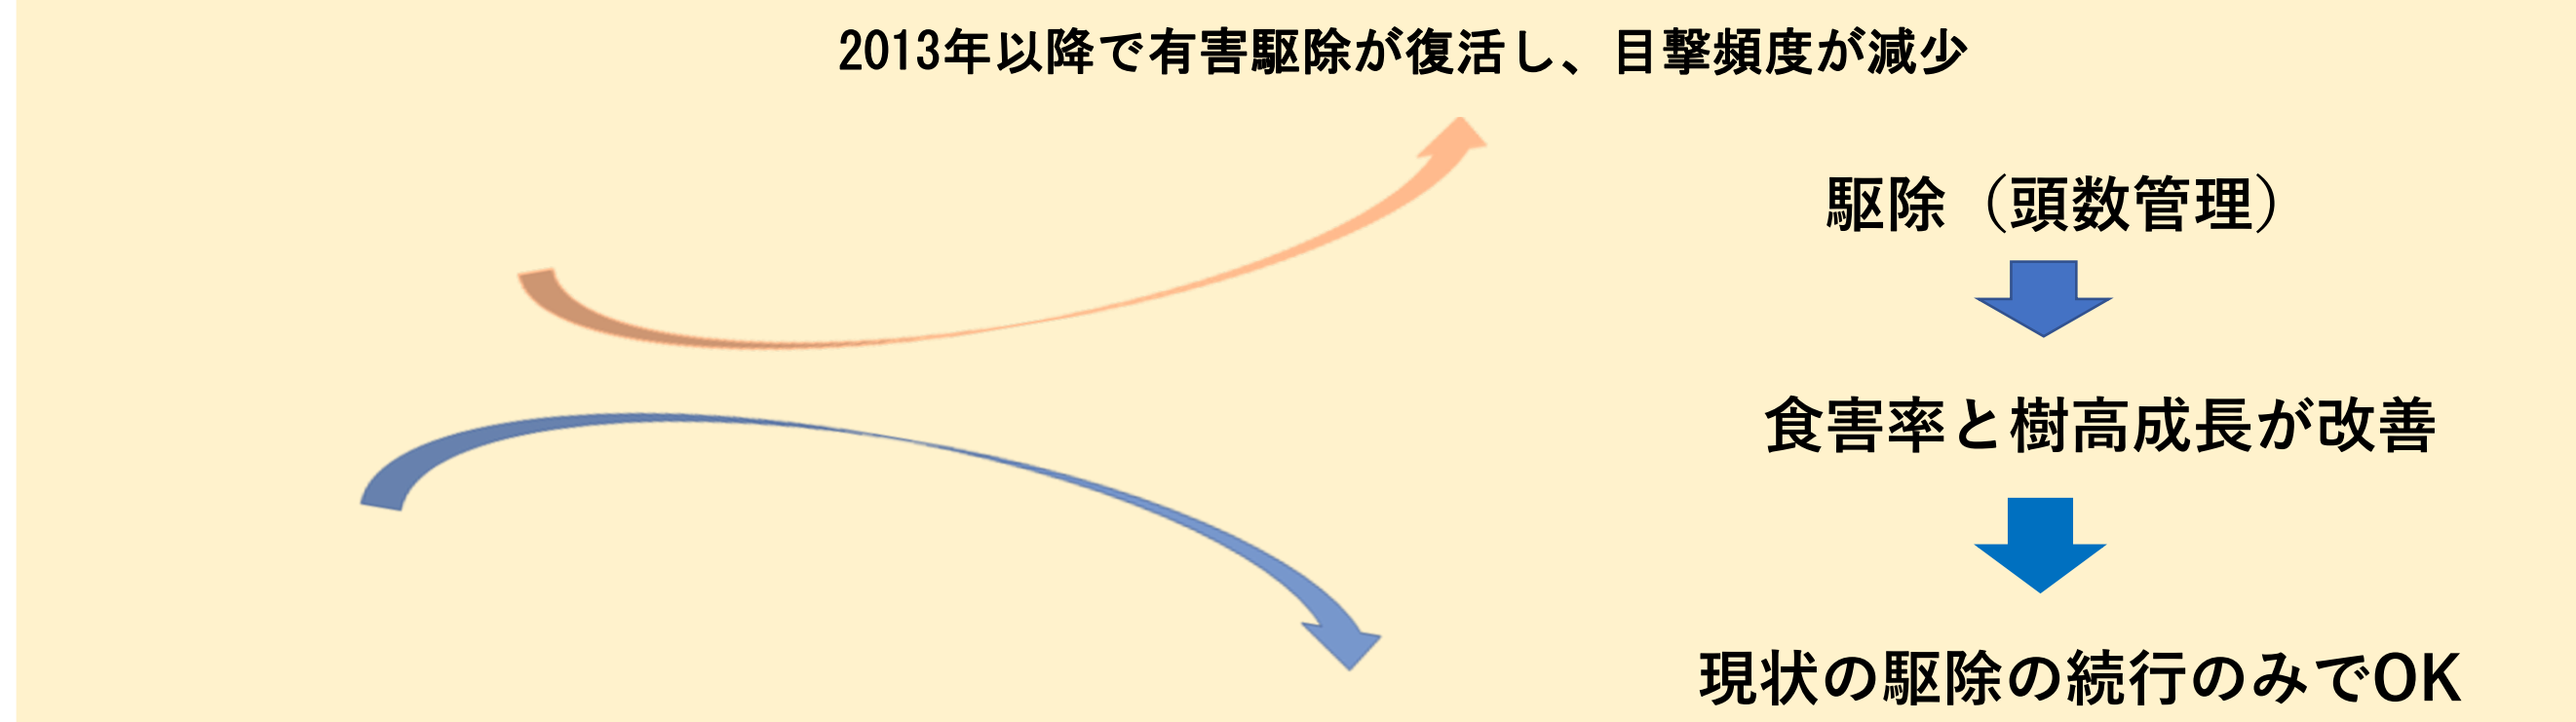 2013年以降で有害駆除が復活し、目撃頻度が減少
駆除（頭数管理）
食害率と樹高成長が改善
現状の駆除の続行のみでOK